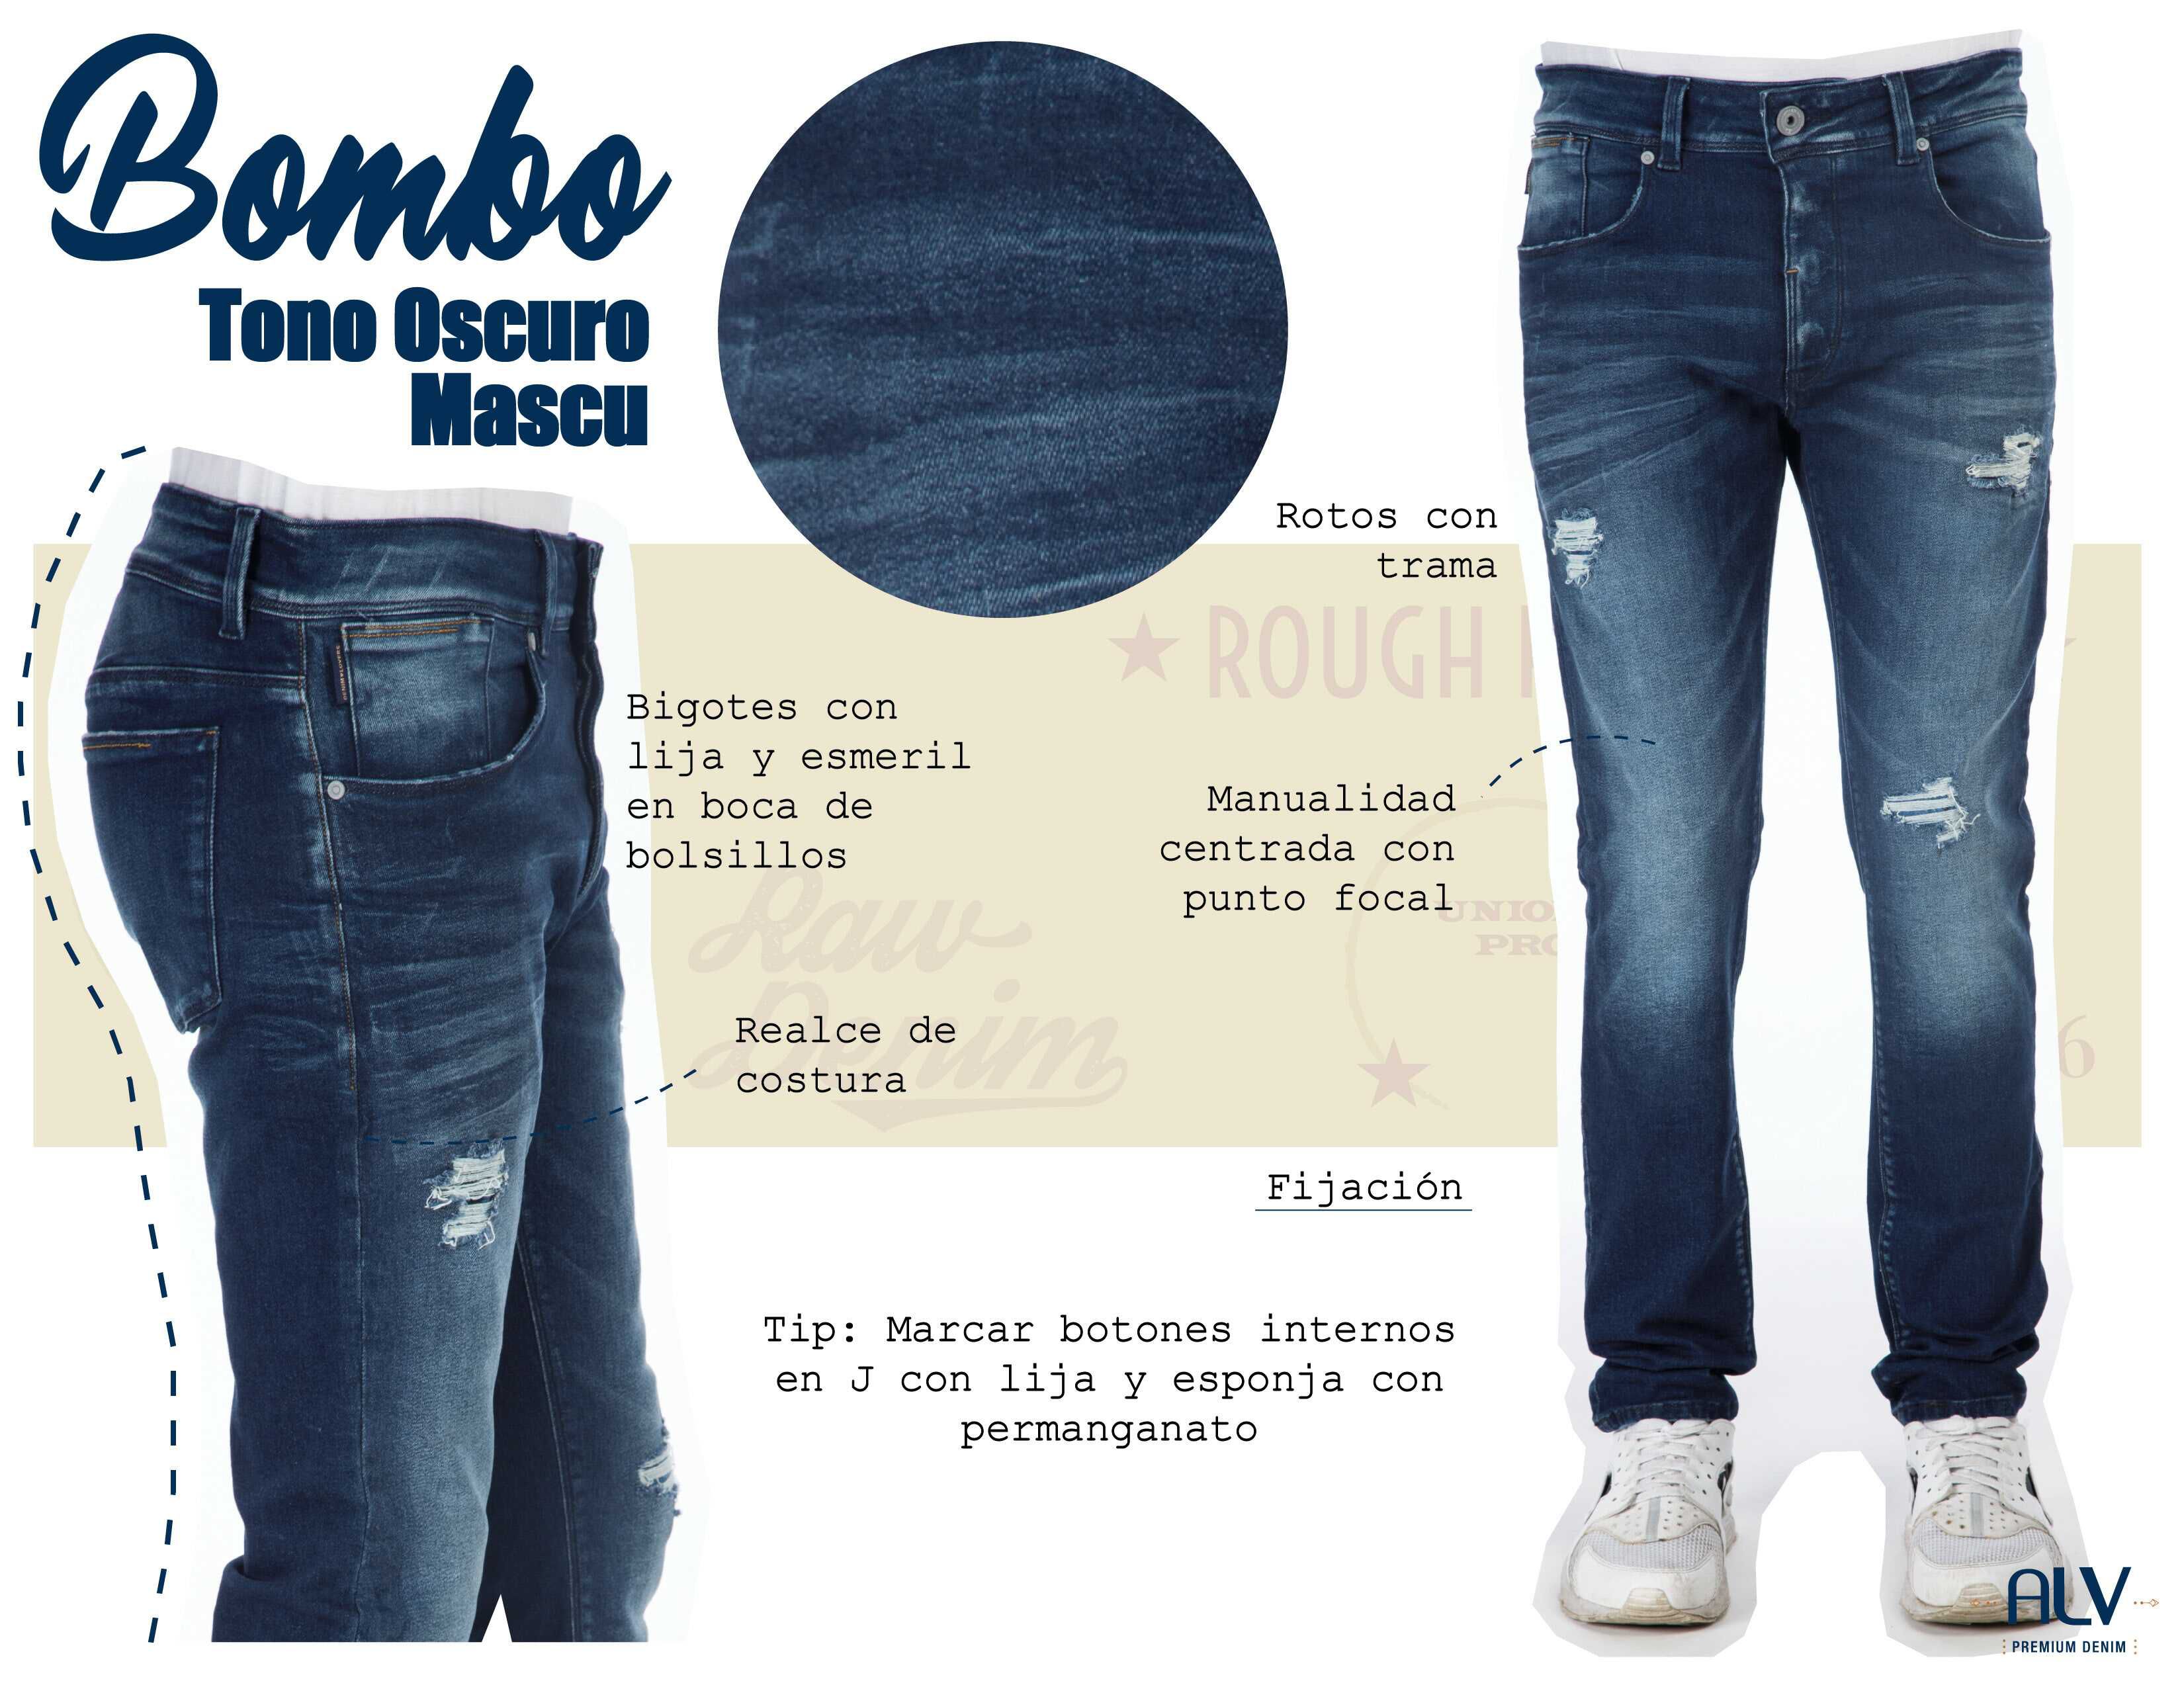 Bombo
Tono Oscuro
Mascu
Rotos con
trama
ROUGH
Bigotes con
lija y esmeril
en boca de
bolsillos
Manualidad
centrada con
punto focal
Raw
Denim
6
Realce de
costura
Fijación
Tip: Marcar botones internos
en J con lija y esponja con
permanganato
ALV
PREMIUM DENIM